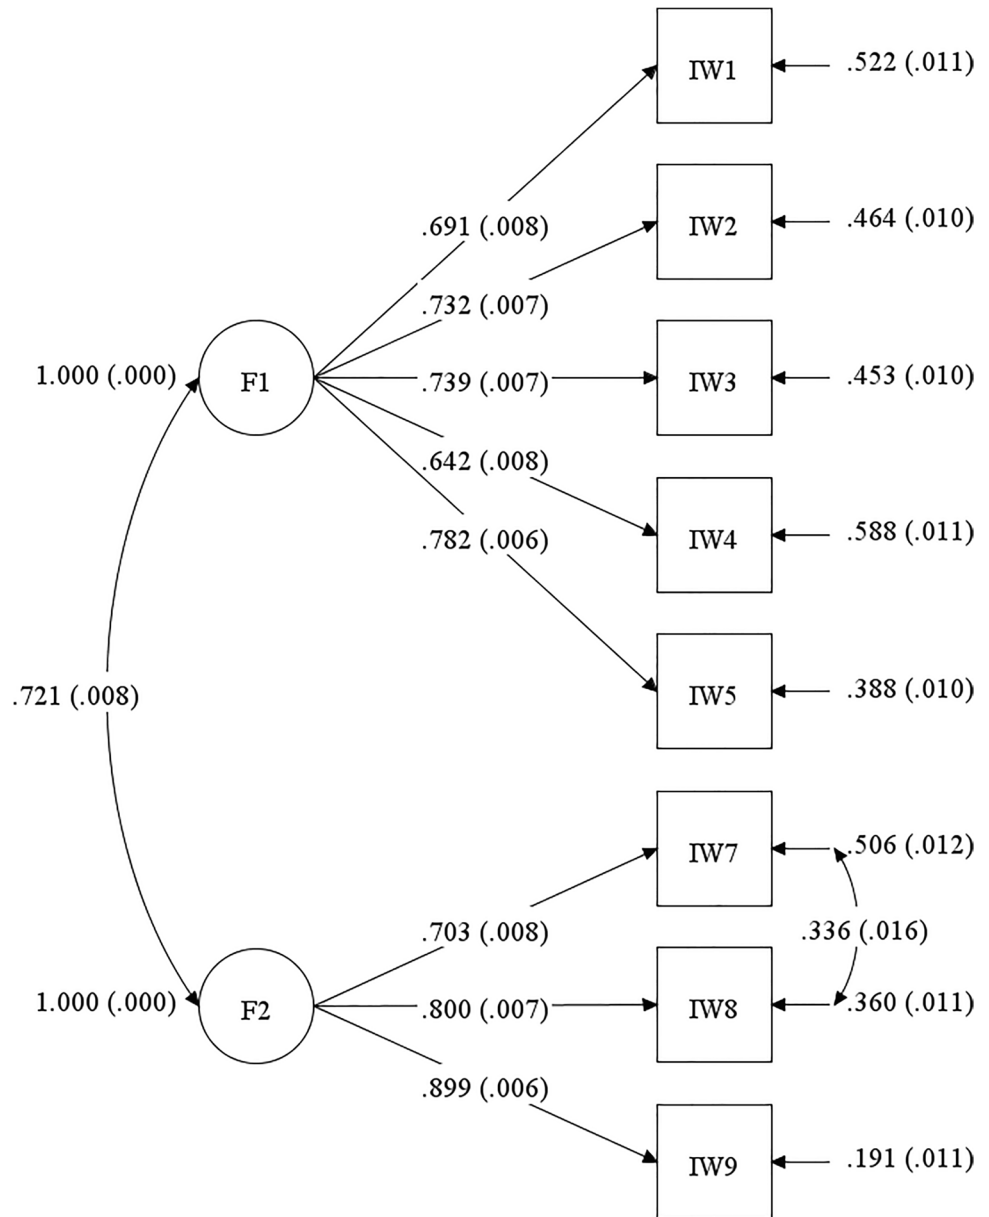 IW1
.522 (.011)
.691 (.008)
IW2
.464 (.010)
.732 (.007)
1.000 (.000)
F1
.739 (.007)
IW3
.453 (.010)
.642 (.008)
.782 (.006)
IW4
.588 (.011)
.721 (.008)
IW5
.388 (.010)
IW7
.506 (.012)
.703 (.008)
.336 (.016)
1.000 (.000)
F2
.800 (.007)
IW8
.360 (.011)
.899 (.006)
IW9
.191 (.011)